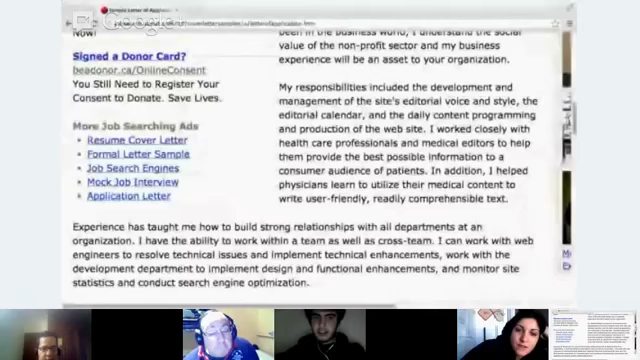 Google
Now!
Signed a Donor Card?
beadonor.ca/OnlineConsent
You Still Need to Register Your
Consent to Donate. Save Lives.
More Job Searching Ads
Resume Cover Letter
Formal Letter Sample
Job Search Engines
Mock Job Interview
Application Letter
been in the business world, I understand the social
value of the non-profit sector and my business
experience will be an asset to your organization.
My responsibilities included the development and
management of the site's editorial voice and style, the
editorial calendar, and the daily content programming
and production of the web site. I worked closely with
health care professionals and medical editors to help
them provide the best possible information to a
consumer audience of patients. In addition, I helped
physicians learn to utilize their medical content to
write user-friendly, readily comprehensible text.
Experience has taught me how to build strong relationships with all departments at an
organization. I have the ability to work within a team as well as cross-team. I can work with web
engineers to resolve technical issues and implement technical enhancements, work with the
development department to implement design and functional enhancements, and monitor site
statistics and conduct search engine optimization.